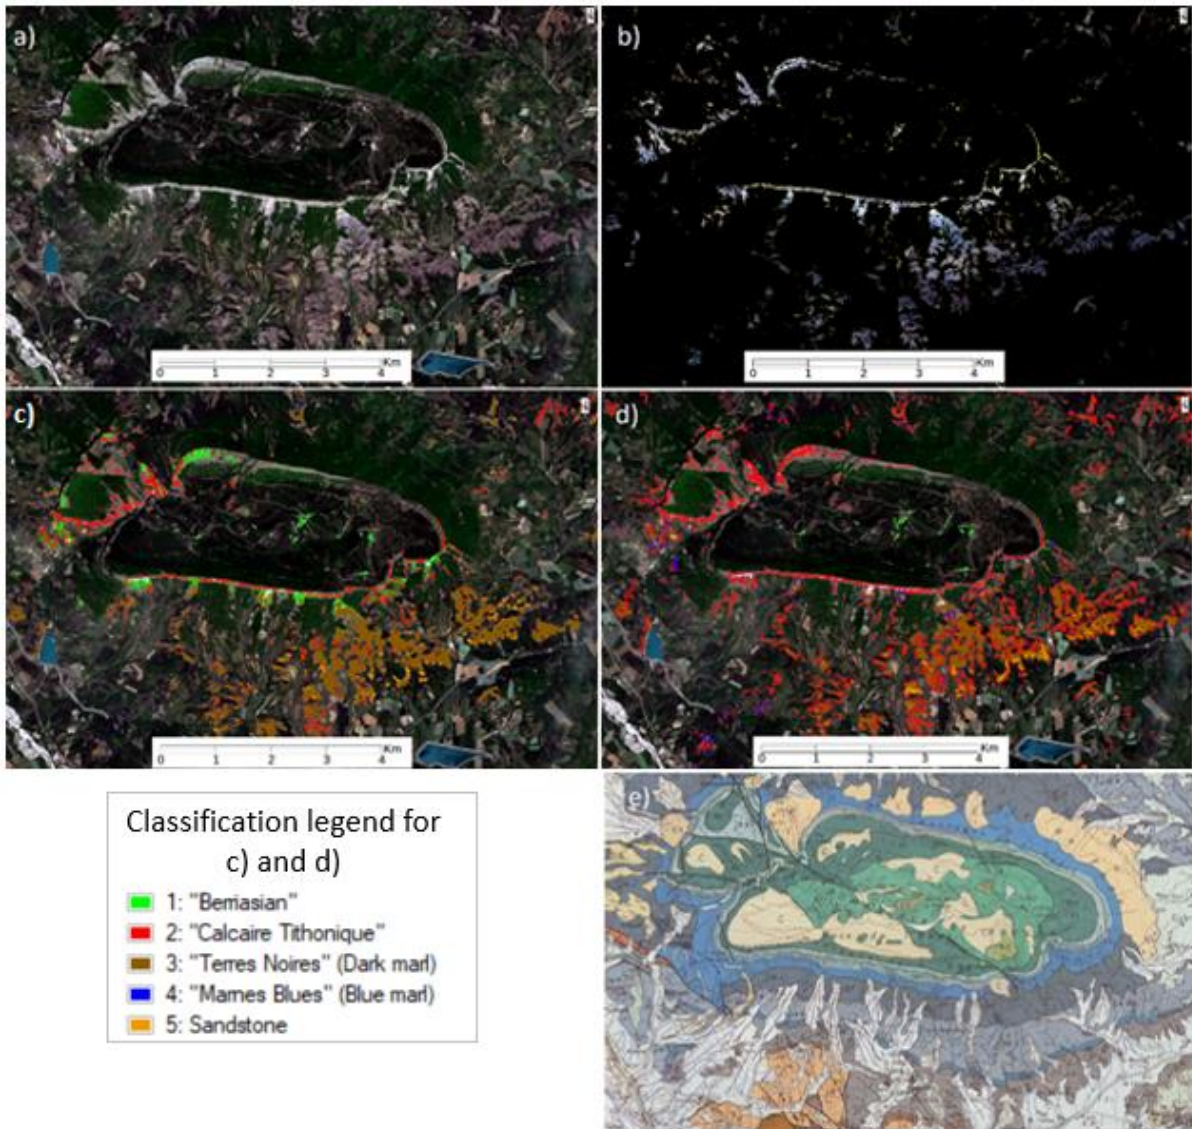 a)
b)
Km
0 1 2 3 4
Km
0 1 2 3 4
c)
d)
Km
0 1 2 3 4
Km
0 1 2 3 4
Classification legend for
c) and d)
1: "Berriasian"
2: "Calcaire Tithonique"
3: "Terres Noires" (Dark marl)
4: "Marnes Blues" (Blue marl)
5: Sandstone
e)